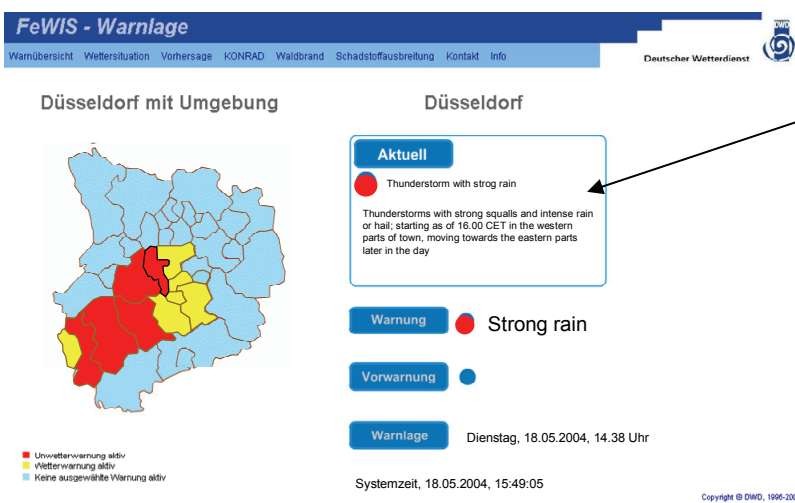 FeWIS - Warnlage
DWD
Warnübersicht Wettersituation Vorhersage KONRAD Waldbrand Schadstoffausbreitung Kontakt Info
Deutscher Wetterdienst
Düsseldorf mit Umgebung
Düsseldorf
Aktuell
Thunderstorm with strog rain
Thunderstorms with strong squalls and intense rain
or hail; starting as of 16.00 CET in the western
parts of town, moving towards the eastern parts
later in the day
Warnung
Strong rain
Vorwarnung
Warnlage
Dienstag, 18.05.2004, 14.38 Uhr
Unwetterwarnung aktiv
Wetterwarnung aktiv
Keine ausgewählte Warnung aktiv
Systemzeit, 18.05.2004, 15:49:05
Copyright © DWD, 1996-200